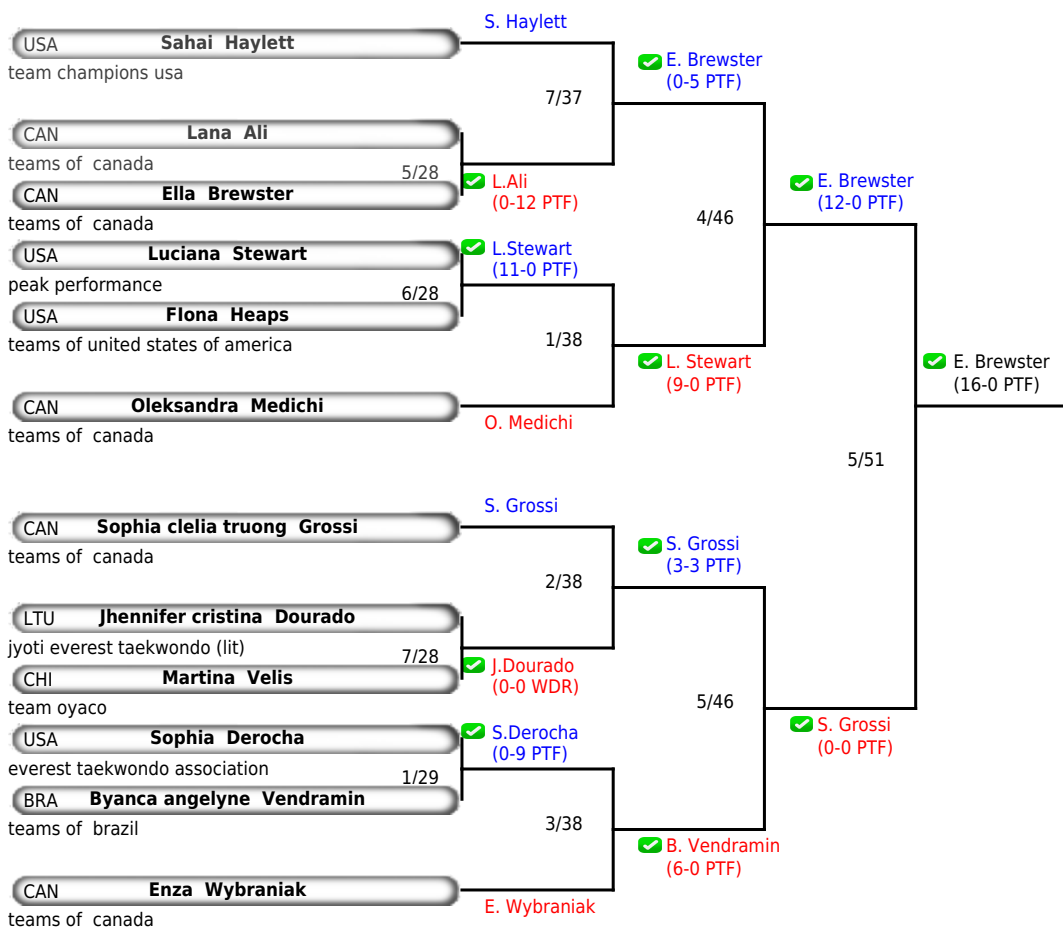 S. Haylett
USA Sahai Haylett
team champions usa
E. Brewster
(0-5 PTF)
7/37
CAN Lana Ali
teams of canada
5/28
L.Ali
(0-12 PTF)
CAN Ella Brewster
teams of canada
E. Brewster
(12-0 PTF)
4/46
USA Luciana Stewart
peak performance
L.Stewart
(11-0 PTF)
6/28
USA FIona Heaps
teams of united states of america
1/38
L. Stewart
(9-0 PTF)
E. Brewster
(16-0 PTF)
CAN Oleksandra Medichi
teams of canada
O. Medichi
5/51
S. Grossi
CAN Sophia clelia truong Grossi
teams of canada
S. Grossi
(3-3 PTF)
2/38
LTU Jhennifer cristina Dourado
jyoti everest taekwondo (lit)
7/28
J.Dourado
(0-0 WDR)
CHI Martina Velis
team oyaco
5/46
S. Grossi
(0-0 PTF)
USA Sophia Derocha
everest taekwondo association
S.Derocha
(0-9 PTF)
1/29
BRA Byanca angelyne Vendramin
teams of brazil
3/38
B. Vendramin
(6-0 PTF)
CAN Enza Wybraniak
teams of canada
E. Wybraniak